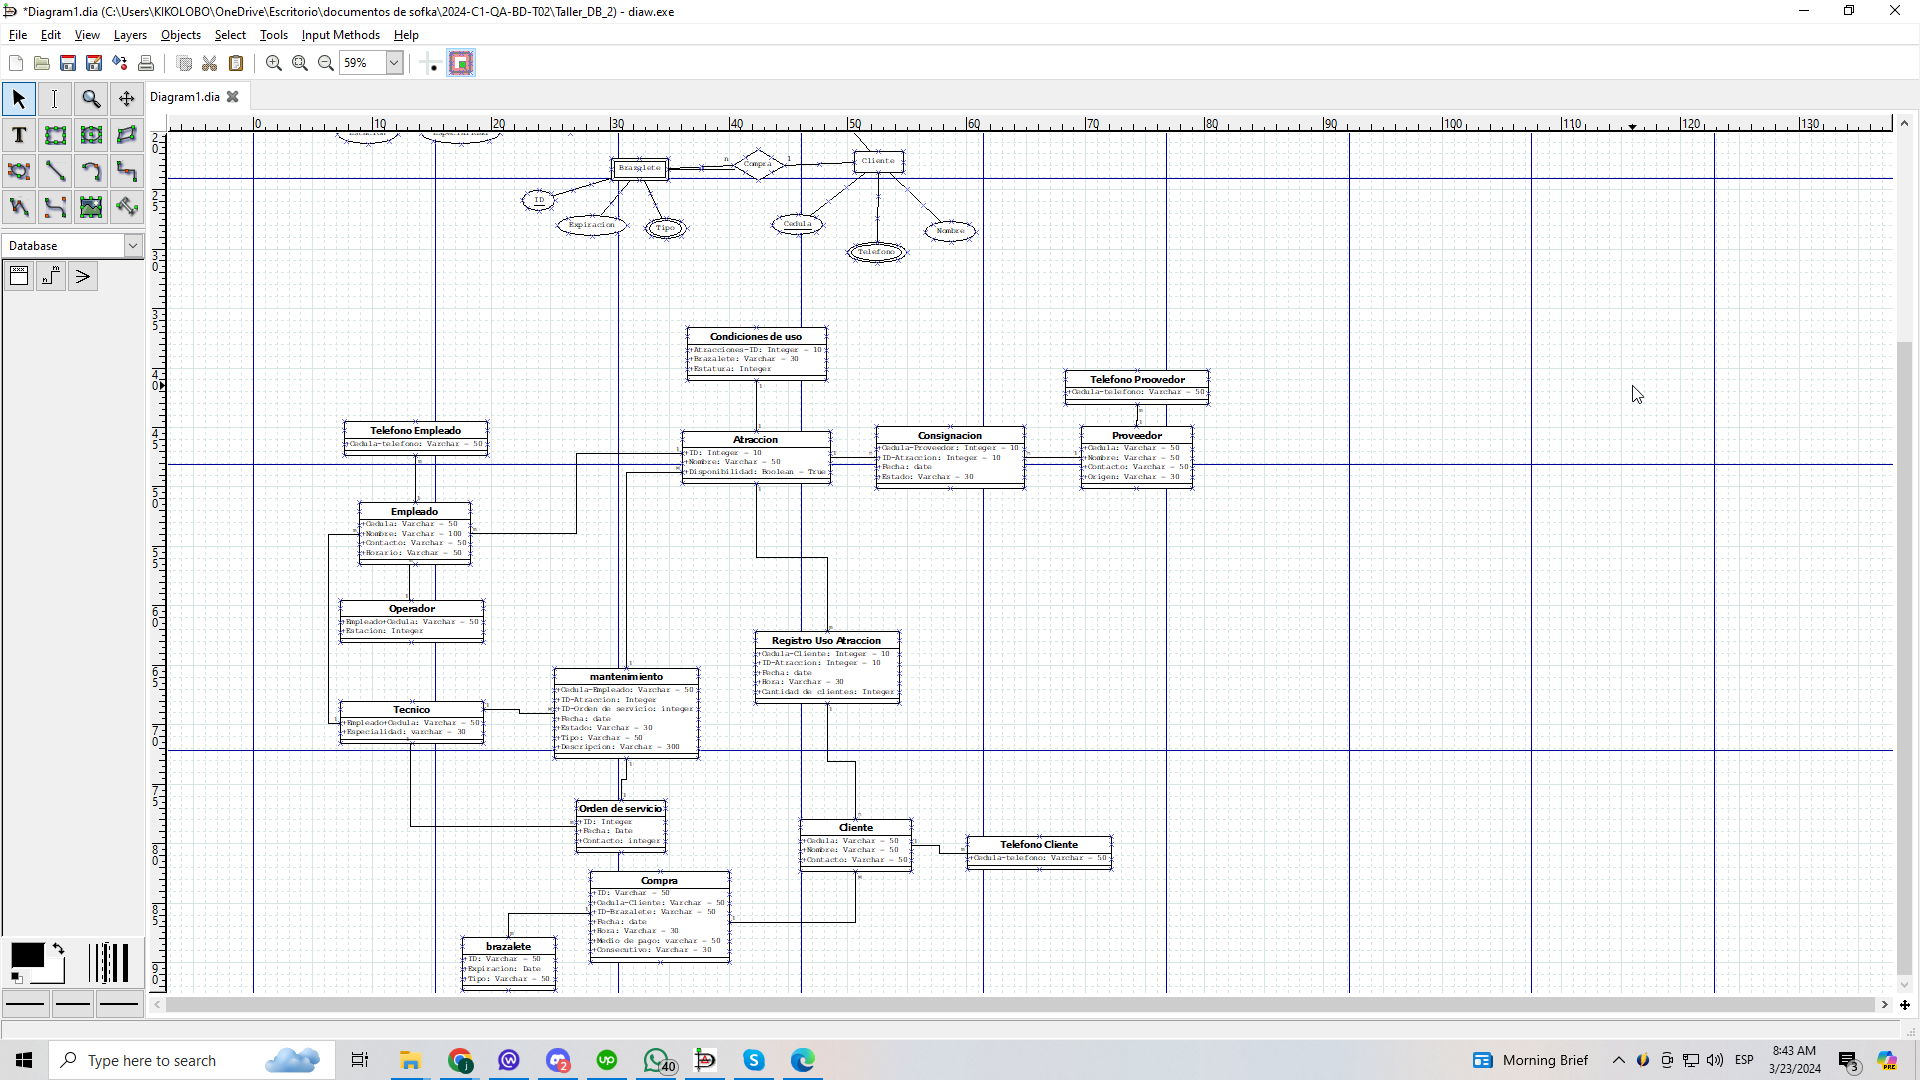 *Diagram1.dia (C:\Users\KIKOLOBO\OneDrive\Escritorio\documentos de sofka\2024-C1-QA-BD-T02\Taller_DB_2) - diaw.exe
File Edit View Layers Objects Select Tools Input Methods Help
59%
Diagram1.dia
0 10 20 30 40 50 60 70 80 90 100 110 120 130
Database
Brazalete
n
Compra
1
Cliente
ID
Expiracion
Tipo
Cedula
Telefono
Nombre
Condiciones de uso
+Atracciones-ID: Integer - 10
+Brazalete: Varchar - 30
+Estatura: Integer
Telefono Proovedor
+Cedula-telefono: Varchar - 50
Telefono Empleado
+Cedula-telefono: Varchar - 50
Atraccion
+ID: Integer - 10
+Nombre: Varchar - 50
+Disponibilidad: Boolean - True
Consignacion
+Cedula-Proveedor: Integer - 10
+ID-Atraccion: Integer - 10
+Fecha: date
+Estado: Varchar - 30
Proveedor
+Cedula: Varchar - 50
+Nombre: Varchar - 50
+Contacto: Varchar - 50
+Origen: Varchar - 30
Empleado
+Cedula: Varchar - 50
+Nombre: Varchar - 100
+Contacto: Varchar - 50
+Horario: Varchar - 50
Operador
+Empleado+Cedula: Varchar - 50
+Estacion: Integer
Registro Uso Atraccion
+Cedula-Cliente: Integer - 10
+ID-Atraccion: Integer - 10
+Fecha: date
+Hora: Varchar - 30
+Cantidad de clientes: Integer
mantenimiento
+Cedula-Empleado: Varchar - 50
+ID-Atraccion: Integer
+ID-Orden de servicio: integer
+Fecha: date
+Estado: Varchar - 30
+Tipo: Varchar - 50
+Descripcion: Varchar - 300
Tecnico
+Empleado+Cedula: Varchar - 50
+Especialidad: varchar - 30
Orden de servicio
+ID: Integer
+Fecha: Date
+Contacto: integer
Cliente
+Cedula: Varchar - 50
+Nombre: Varchar - 50
+Contacto: Varchar - 50
Telefono Cliente
+Cedula-telefono: Varchar - 50
Compra
+ID: Varchar - 50
+Cedula-Cliente: Varchar - 50
+ID-Brazalete: Varchar - 50
+Fecha: date
+Hora: Varchar - 30
+Medio de pago: varchar - 50
+Consecutivo: Varchar - 30
brazalete
+ID: Varchar - 50
+Expiracion: Date
+Tipo: Varchar - 50
Type here to search
2
40
Morning Brief
ESP
8:43 AM
3/23/2024
3
PRE